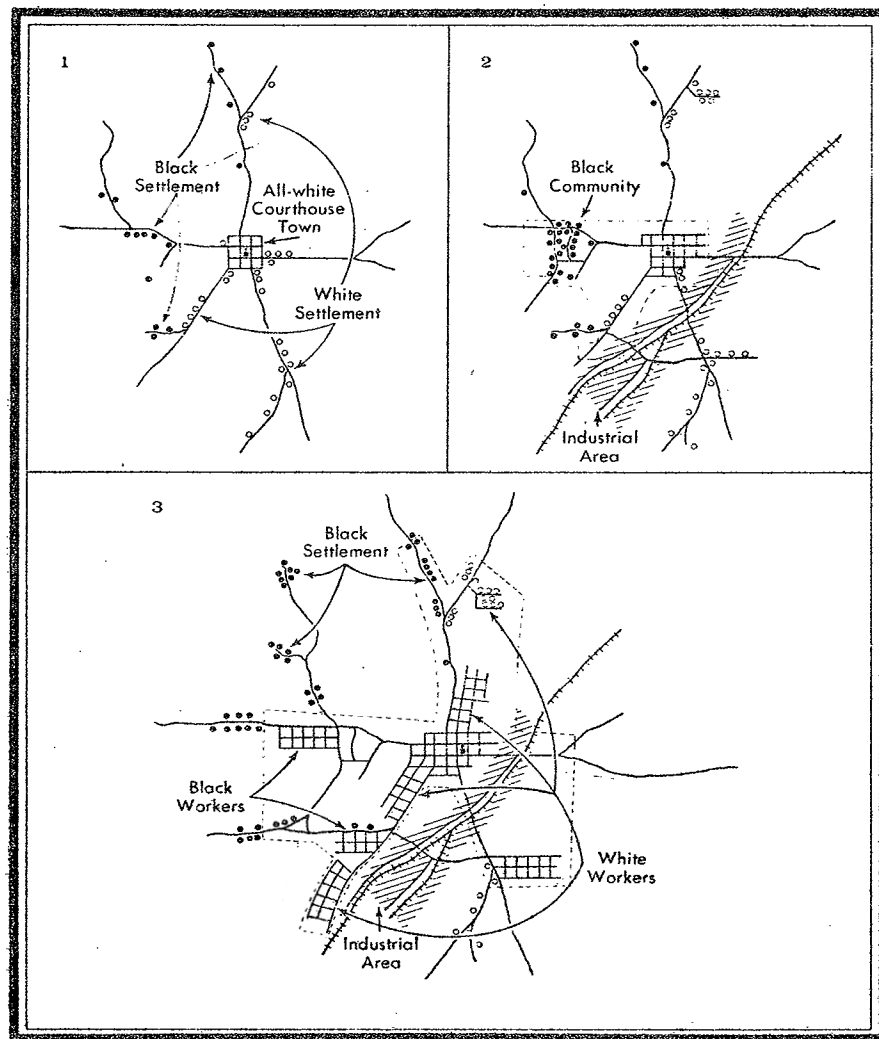 1
Black
Settlement
All-white
Courthouse
Town
White
Settlement
2
Black
Community
Industrial
Area
3
Black
Settlement
Black
Workers
White
Workers
Industrial
Area